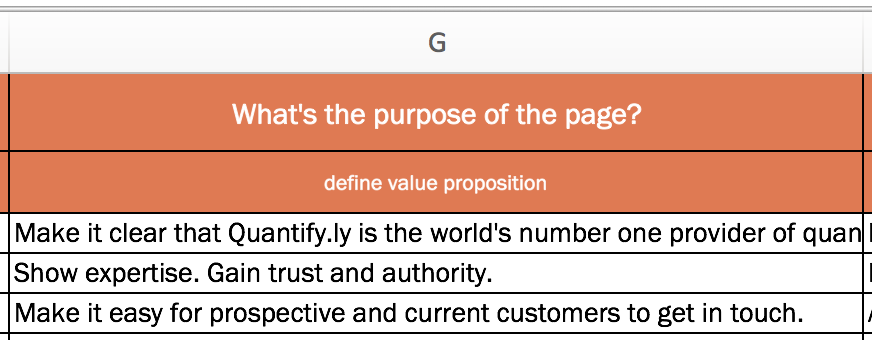 G
What's the purpose of the page?
define value proposition
Make it clear that Quantify.ly is the world's number one provider of quan
Show expertise. Gain trust and authority.
Make it easy for prospective and current customers to get in touch.